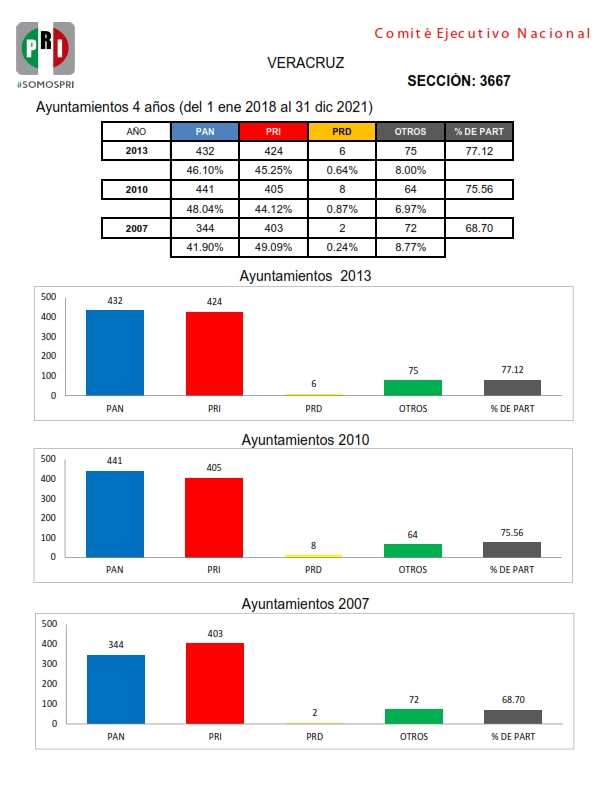 Comité Ejecutivo Nacional
PRI
#SOMOSPRI
VERACRUZ
SECCIÓN: 3667
Ayuntamientos 4 años (del 1 ene 2018 al 31 dic 2021)
AÑO PAN PRI PRD OTROS % DE PART
2013 432 424 6 75 77.12
46.10% 45.25% 0.64% 8.00%
2010 441 405 8 64 75.56
48.04% 44.12% 0.87% 6.97%
2007 344 403 2 72 68.70
41.90% 49.09% 0.24% 8.77%
Ayuntamientos 2013
500
400
300
200
100
0
432 424 6 75 77.12
PAN PRI PRD OTROS % DE PART
Ayuntamientos 2010
500
400
300
200
100
0
441 405 8 64 75.56
PAN PRI PRD OTROS % DE PART
Ayuntamientos 2007
500
400
300
200
100
0
344 403 2 72 68.70
PAN PRI PRD OTROS % DE PART